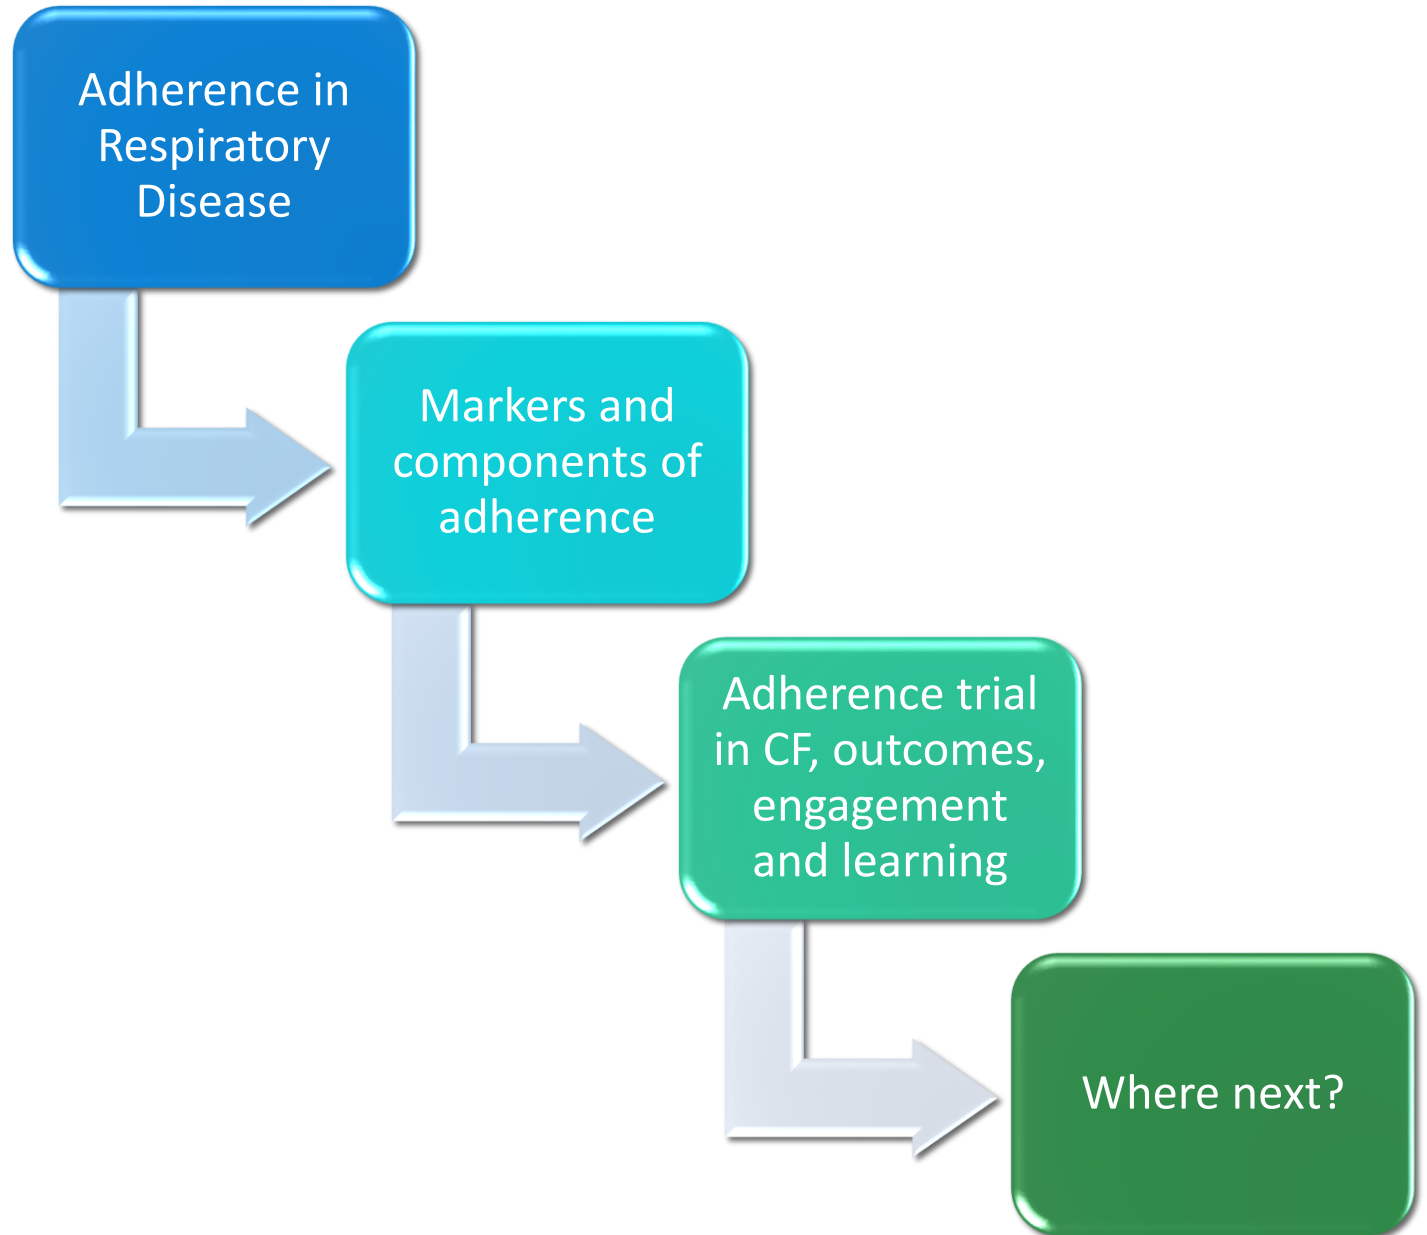 Adherence in
Respiratory
Disease
Markers and
components of
adherence
Adherence trial
in CF, outcomes,
engagement
and learning
Where next?